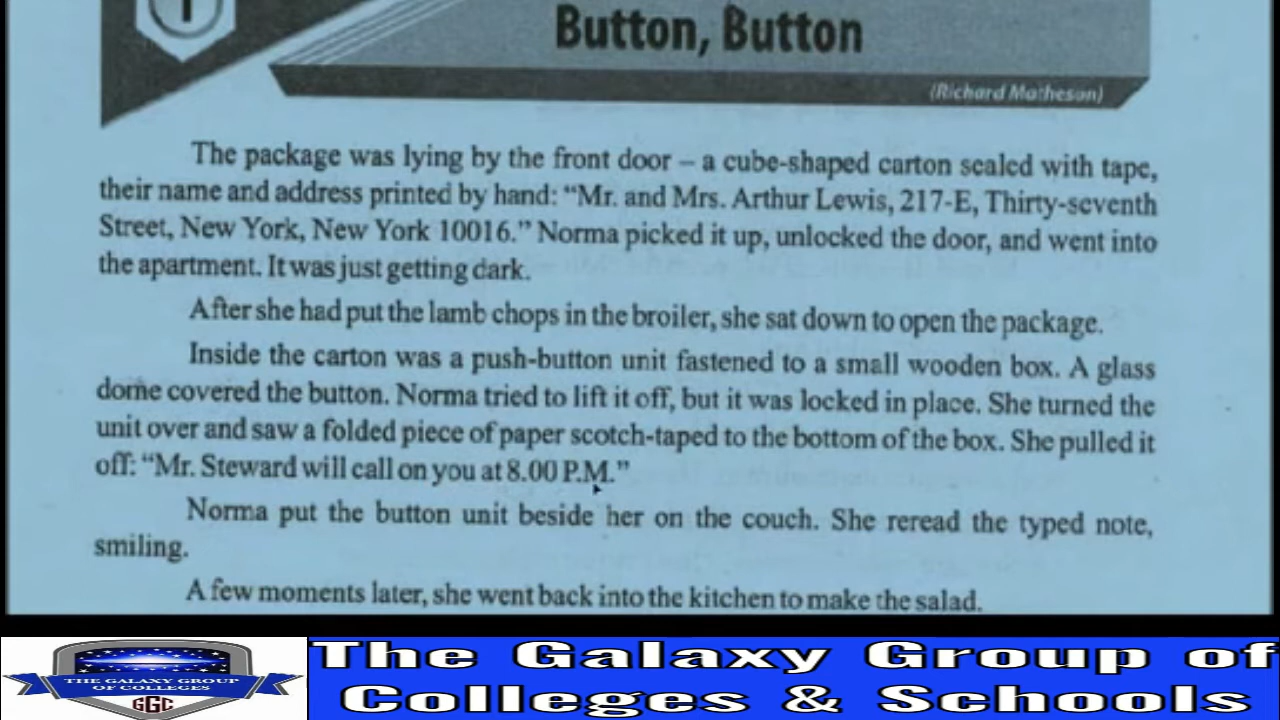 1
Button, Button
(Richard Matheson)
The package was lying by the front door – a cube-shaped carton sealed with tape,
their name and address printed by hand: “Mr. and Mrs. Arthur Lewis, 217-E, Thirty-seventh
Street, New York, New York 10016.” Norma picked it up, unlocked the door, and went into
the apartment. It was just getting dark.
After she had put the lamb chops in the broiler, she sat down to open the package.
Inside the carton was a push-button unit fastened to a small wooden box. A glass
dome covered the button. Norma tried to lift it off, but it was locked in place. She turned the
unit over and saw a folded piece of paper scotch-taped to the bottom of the box. She pulled it
off: “Mr. Steward will call on you at 8.00 P.M.”
Norma put the button unit beside her on the couch. She reread the typed note,
smiling.
A few moments later, she went back into the kitchen to make the salad.
THE GALAXY GROUP
OF COLLEGES
GGC
The Galaxy Group of
Colleges & Schools